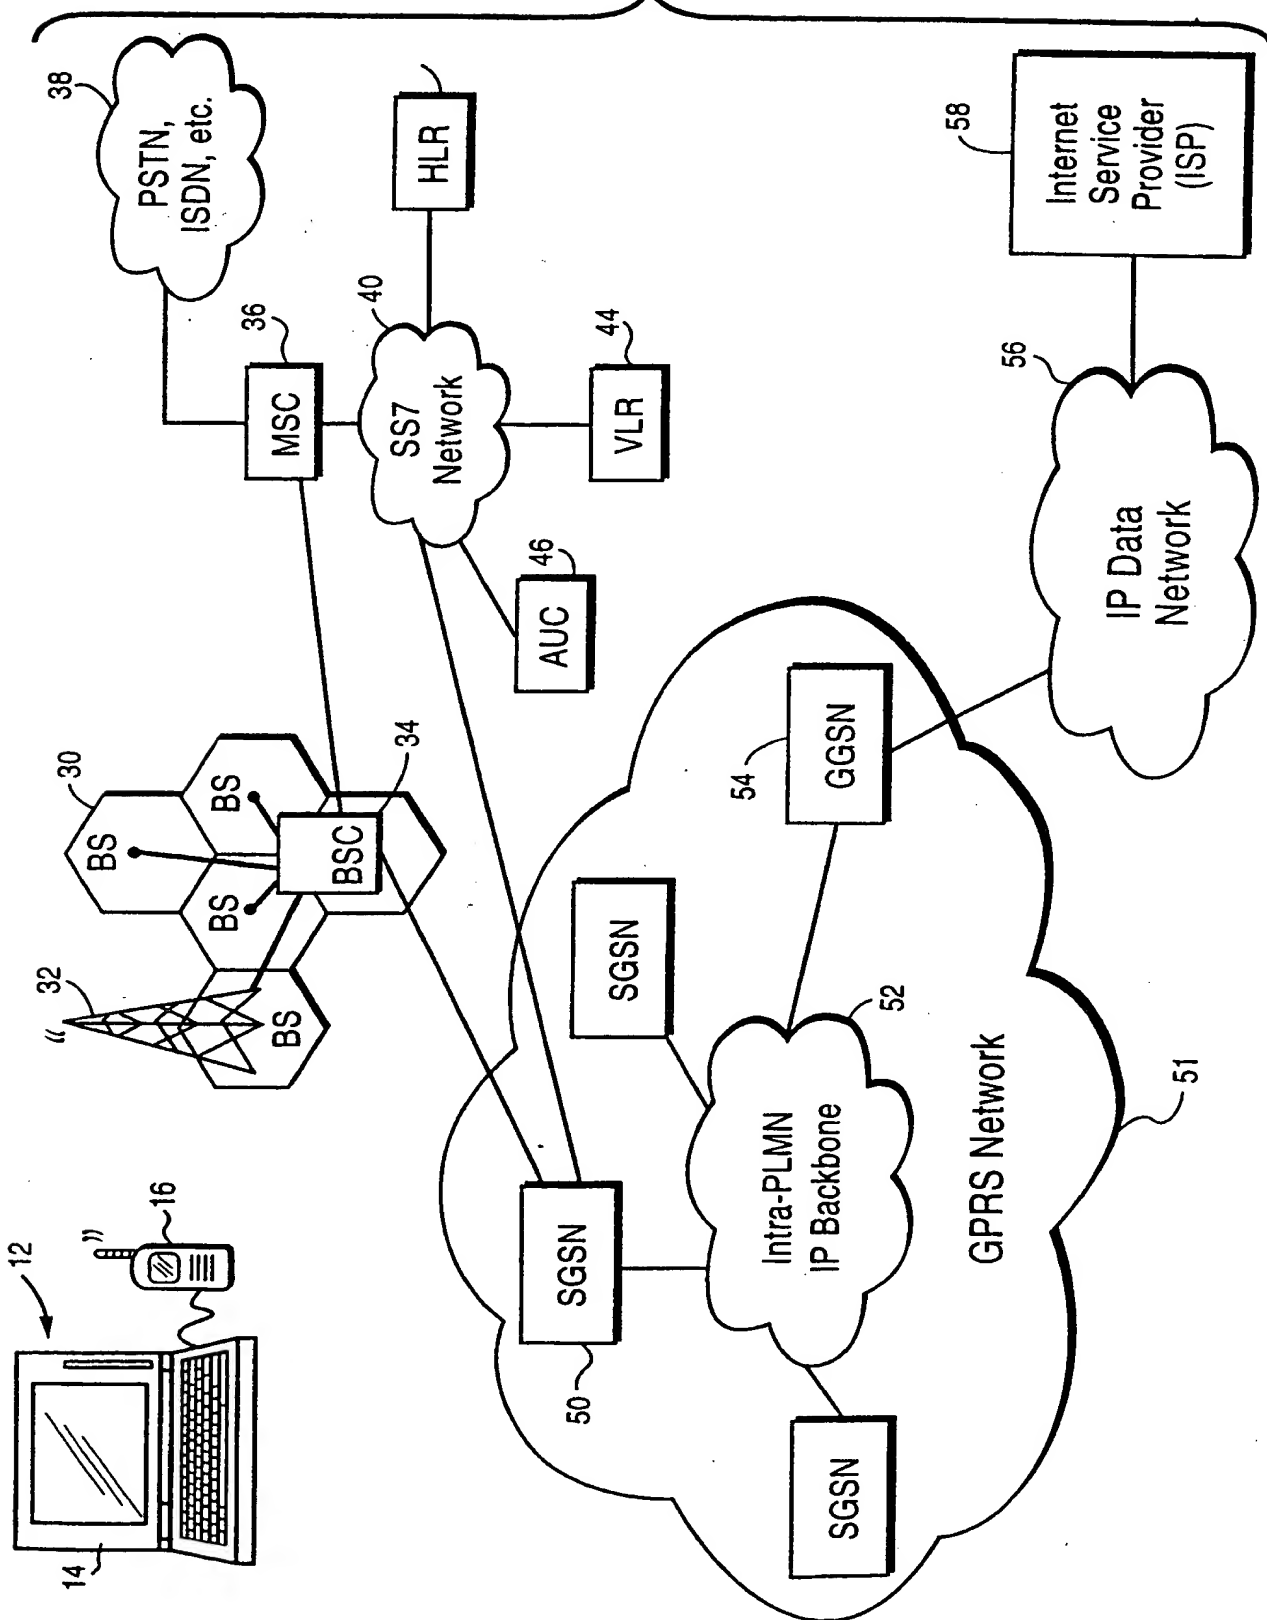 12
14
16
32
BS
BS
BS
BS
30
BSC
34
38
PSTN,
ISDN, etc.
MSC
36
SS7
Network
40
HLR
VLR
44
AUC
46
SGSN
50
SGSN
SGSN
Intra-PLMN
IP Backbone
52
GGSN
54
GPRS Network
51
IP Data
Network
56
Internet
Service
Provider
(ISP)
58